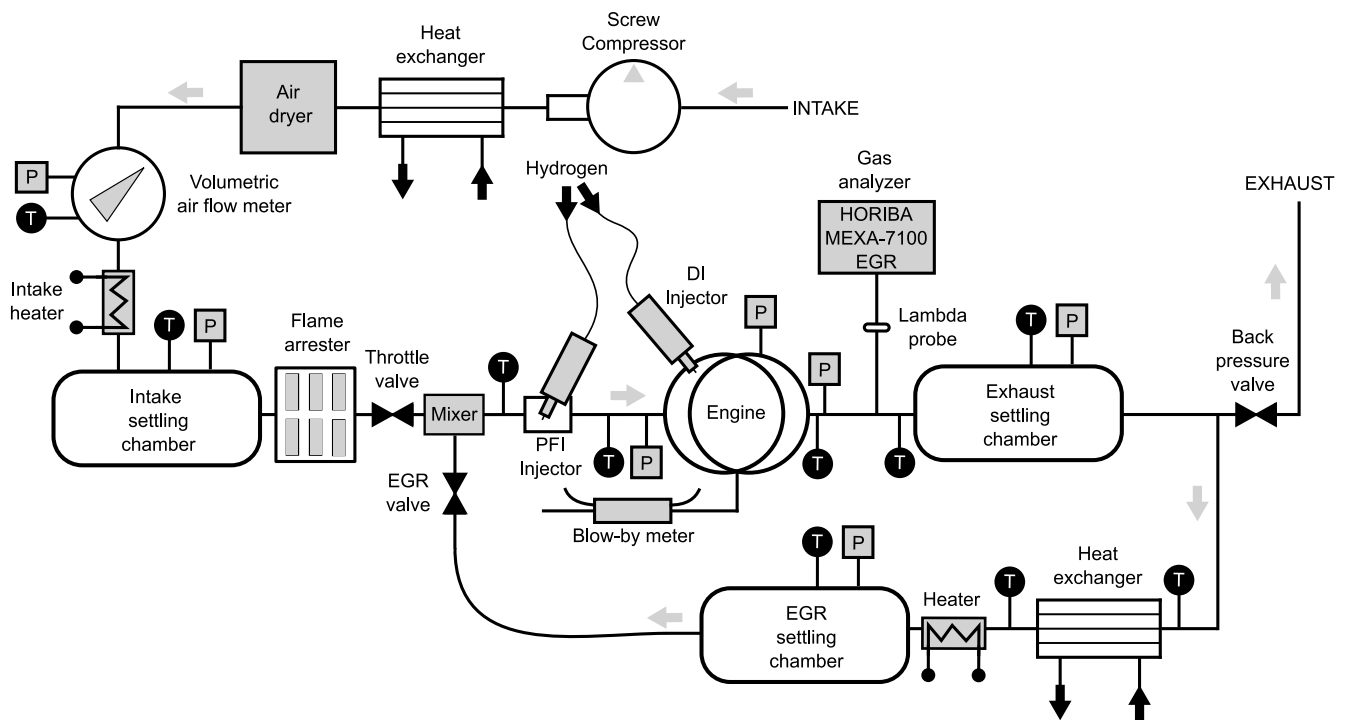 Screw
Compressor
Heat
exchanger
Air
dryer
INTAKE
Hydrogen
Gas
analyzer
EXHAUST
P
Volumetric
air flow meter
T
HORIBA
MEXA-7100
EGR
DI
Injector
Intake
heater
T
P
Flame
arrester
Throttle
valve
T
P
Lambda
probe
T
P
Back
pressure
valve
P
Intake
settling
chamber
Mixer
PFI
Injector
Engine
Exhaust
settling
chamber
T
P
T
T
EGR
valve
Blow-by meter
T
P
Heat
exchanger
T
T
Heater
EGR
settling
chamber